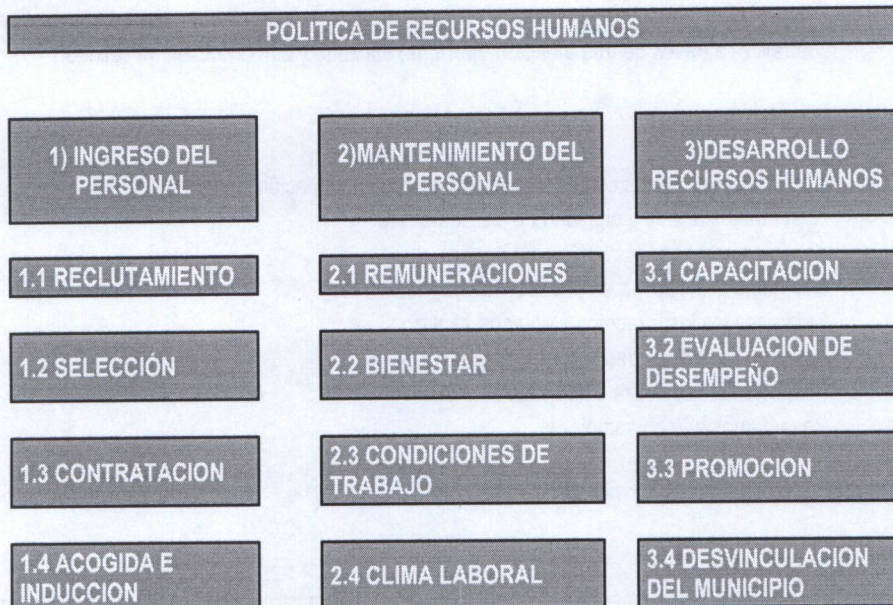 POLITICA DE RECURSOS HUMANOS
1) INGRESO DEL
PERSONAL
1.1 RECLUTAMIENTO
1.2 SELECCIÓN
1.3 CONTRATACION
1.4 ACOGIDA E
INDUCCION
2)MANTENIMIENTO DEL
PERSONAL
2.1 REMUNERACIONES
2.2 BIENESTAR
2.3 CONDICIONES DE
TRABAJO
2.4 CLIMA LABORAL
3)DESARROLLO
RECURSOS HUMANOS
3.1 CAPACITACION
3.2 EVALUACION DE
DESEMPEÑO
3.3 PROMOCION
3.4 DESVINCULACION
DEL MUNICIPIO